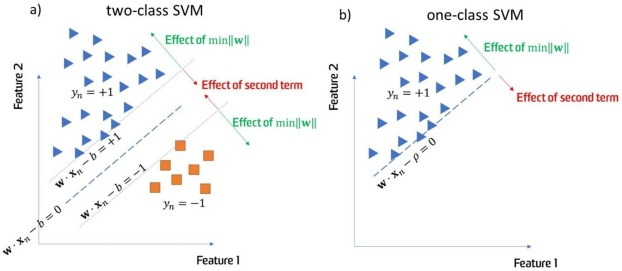 a) two-class SVM
Effect of min‖w‖
Effect of second term
Effect of min‖w‖
Feature 2
yₙ = +1
w · xₙ − b = +1
w · xₙ − b = −1
w · xₙ − b = 0
yₙ = −1
Feature 1
b) one-class SVM
Effect of min‖w‖
Effect of second term
Feature 2
yₙ = +1
w · xₙ − ρ = 0
Feature 1